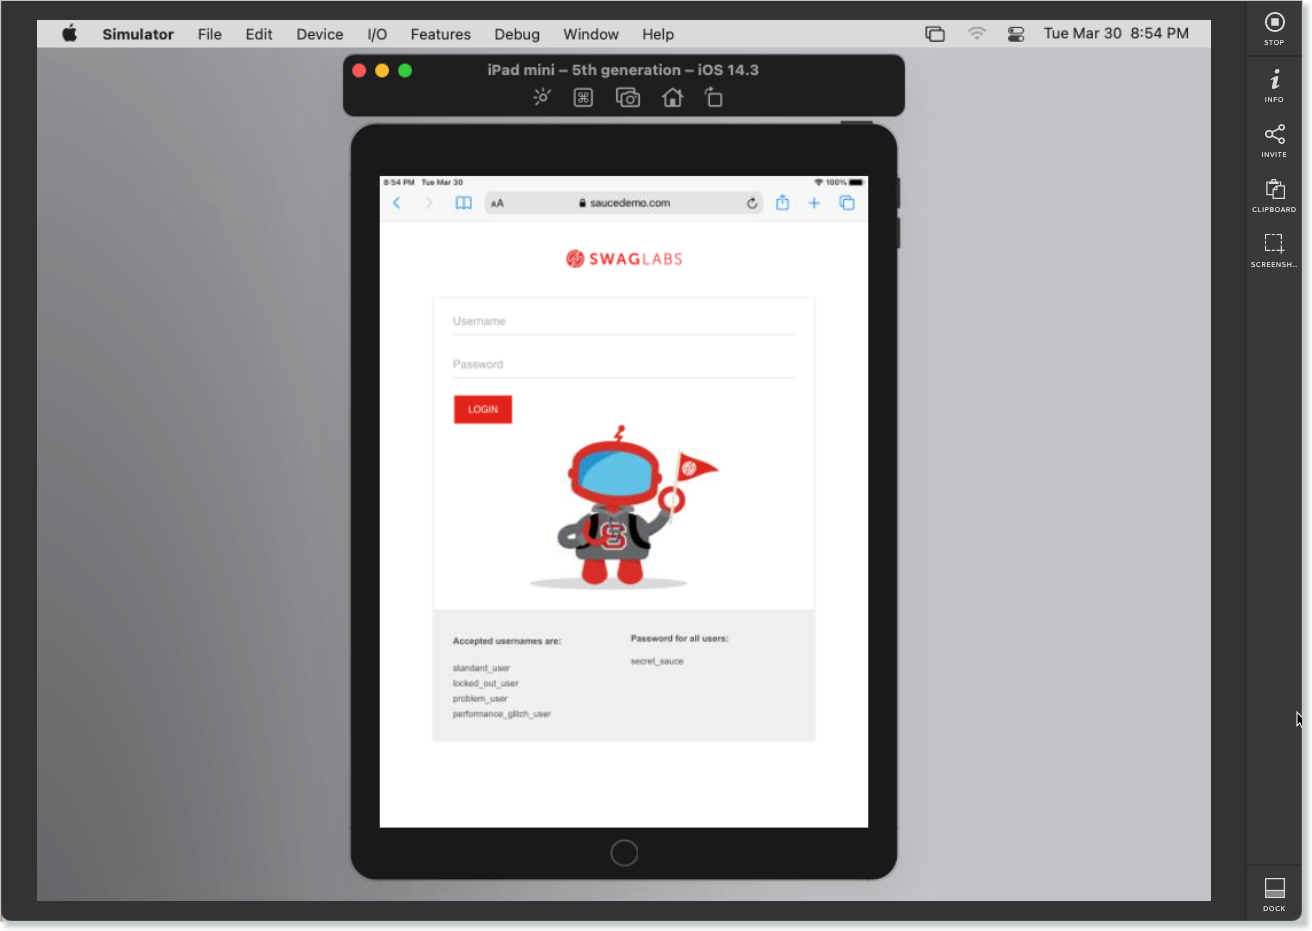 Simulator File Edit Device I/O Features Debug Window Help Tue Mar 30 8:54 PM
iPad mini – 5th generation – iOS 14.3
8:54 PM Tue Mar 30 100%
AA saucedemo.com
SWAGLABS
Username
Password
LOGIN
S
Accepted usernames are:
standard_user
locked_out_user
problem_user
performance_glitch_user
Password for all users:
secret_sauce
STOP
INFO
INVITE
CLIPBOARD
SCREENSH...
DOCK